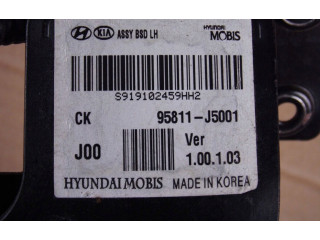 HYUNDAI KIA ASSY BSD LH HYUNDAI MOBIS
S919102459HH2
CK 95811-J5001
J00 Ver 1.00.1.03
HYUNDAI MOBIS MADE IN KOREA